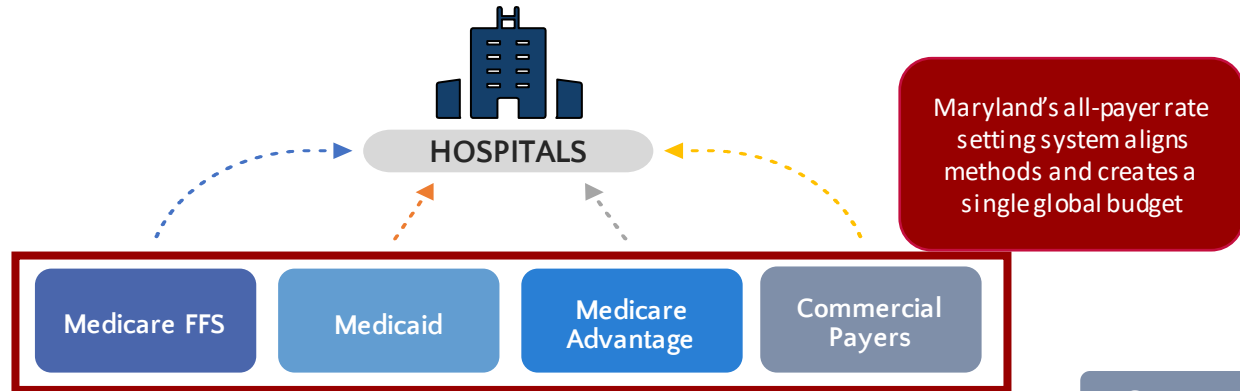 HOSPITALS
Maryland's all-payer rate
setting system aligns
methods and creates a
single global budget
Medicare FFS
Medicaid
Medicare
Advantage
Commercial
Payers